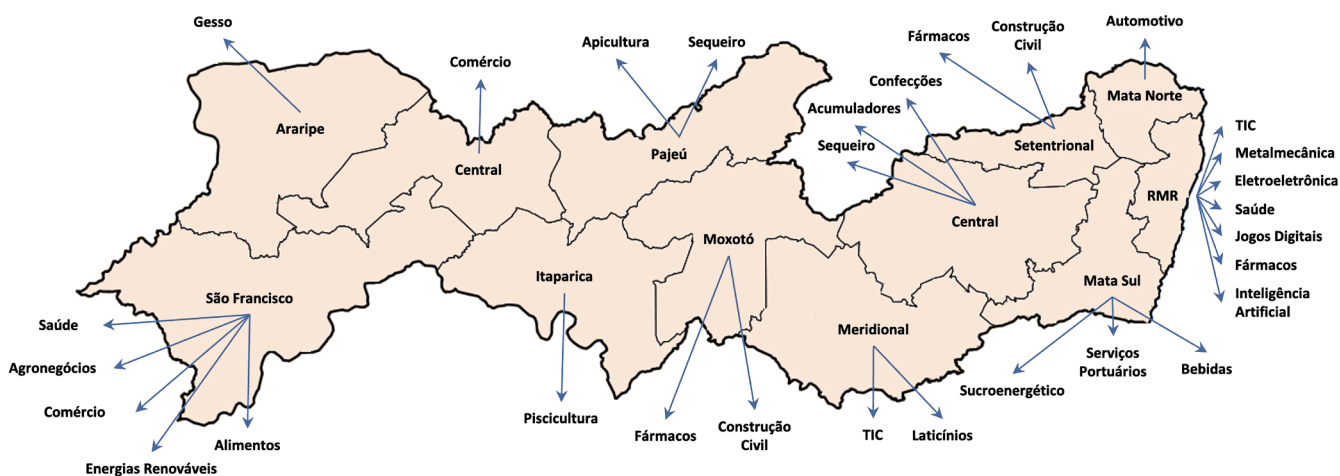 Gesso
Comércio
Apicultura
Sequeiro
Fármacos
Construção
Civil
Automotivo
Confecções
Acumuladores
Sequeiro
Araripe
Central
Pajeú
Setentrional
Mata Norte
RMR
TIC
Metalmecânica
Eletroeletrônica
Saúde
Jogos Digitais
Fármacos
Inteligência
Artificial
São Francisco
Itaparica
Moxotó
Central
Meridional
Mata Sul
Saúde
Agronegócios
Comércio
Energias Renováveis
Alimentos
Piscicultura
Fármacos
Construção
Civil
TIC
Laticínios
Sucroenergético
Serviços
Portuários
Bebidas